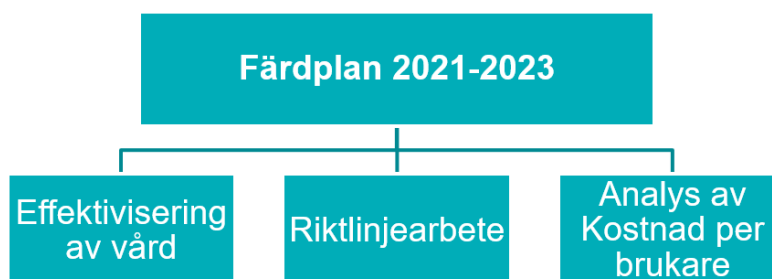 Färdplan 2021-2023
Effektivisering
av vård
Riktlinjearbete
Analys av
Kostnad per
brukare